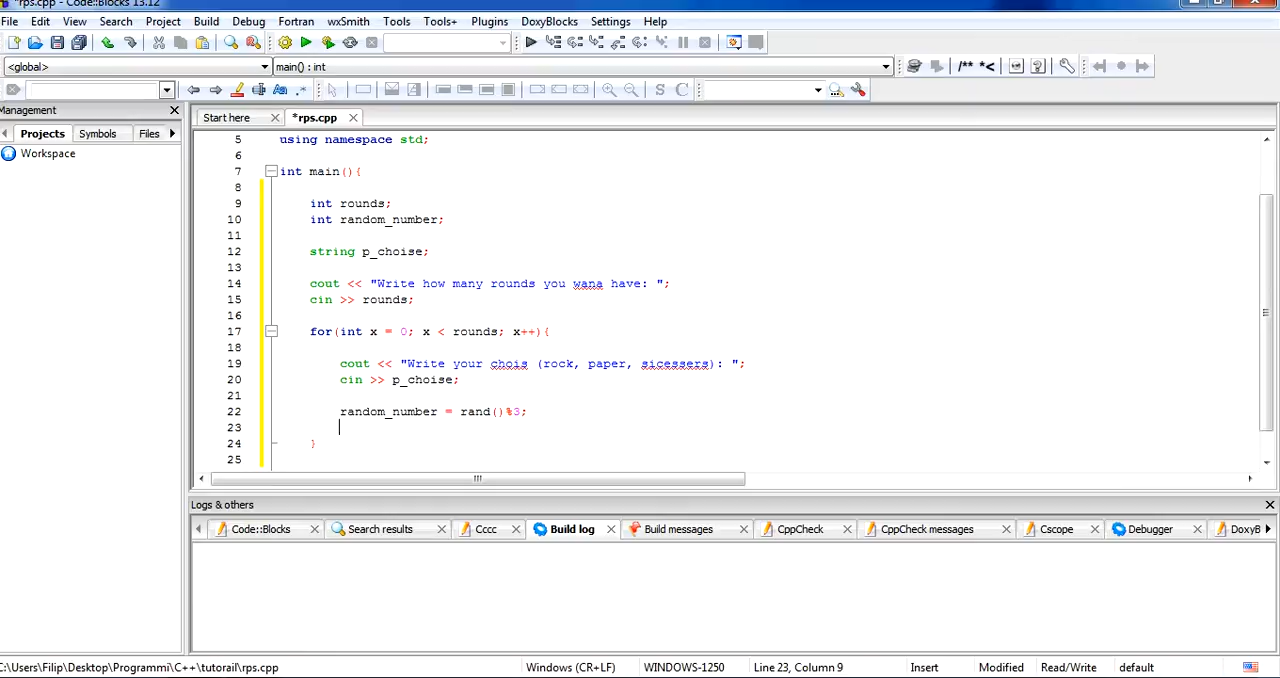 *rps.cpp - Code::Blocks 13.12
File Edit View Search Project Build Debug Fortran wxSmith Tools Tools+ Plugins DoxyBlocks Settings Help
<global> main() : int /** *<
S C
Management
Start here *rps.cpp
Projects Symbols Files
Workspace
5 using namespace std;
6
7 int main(){
8
9 int rounds;
10 int random_number;
11
12 string p_choise;
13
14 cout << "Write how many rounds you wana have: ";
15 cin >> rounds;
16
17 for(int x = 0; x < rounds; x++){
18
19 cout << "Write your chois (rock, paper, sicessers): ";
20 cin >> p_choise;
21
22 random_number = rand()%3;
23
24 }
25
Logs & others
Code::Blocks Search results Cccc Build log Build messages CppCheck CppCheck messages Cscope Debugger DoxyB
C:\Users\Filip\Desktop\Programmi\C++\tutorail\rps.cpp Windows (CR+LF) WINDOWS-1250 Line 23, Column 9 Insert Modified Read/Write default